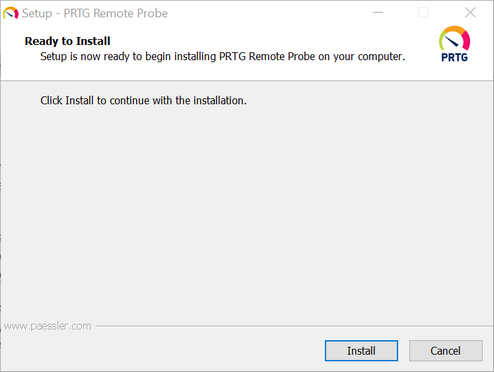 Setup - PRTG Remote Probe
Ready to Install
Setup is now ready to begin installing PRTG Remote Probe on your computer.
PRTG
Click Install to continue with the installation.
www.paessler.com
Install
Cancel